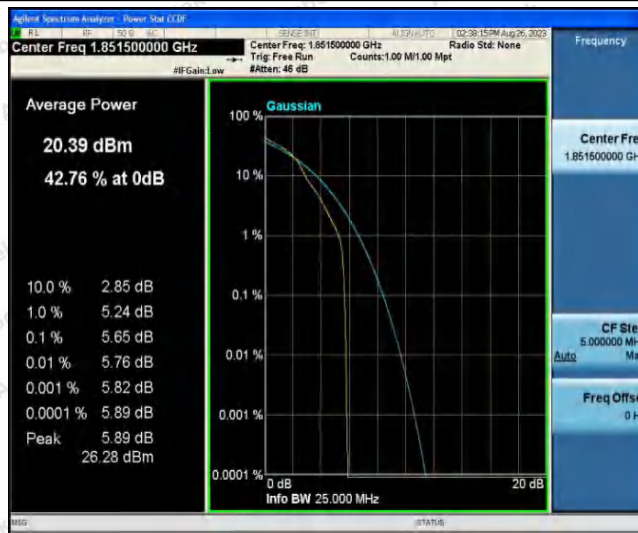 Agilent Spectrum Analyzer - Power Stat CCDF
RL RF 50 Ω AC SENSE:INT ALIGN AUTO 02:38:15 PM Aug 26, 2023
Center Freq 1.851500000 GHz
Center Freq: 1.851500000 GHz Radio Std: None
Trig: Free Run Counts:1.00 M/1.00 Mpt
#IFGain:Low #Atten: 46 dB
Frequency
Average Power
20.39 dBm
42.76 % at 0dB
10.0 % 2.85 dB
1.0 % 5.24 dB
0.1 % 5.65 dB
0.01 % 5.76 dB
0.001 % 5.82 dB
0.0001 % 5.89 dB
Peak 5.89 dB
26.28 dBm
Gaussian
100 %
10 %
1 %
0.1 %
0.01 %
0.001 %
0.0001 %
0 dB 20 dB
Info BW 25.000 MHz
Center Fre
1.851500000 GH
CF Ste
5.000000 MH
Auto Ma
Freq Offs
0 H
MSG STATUS